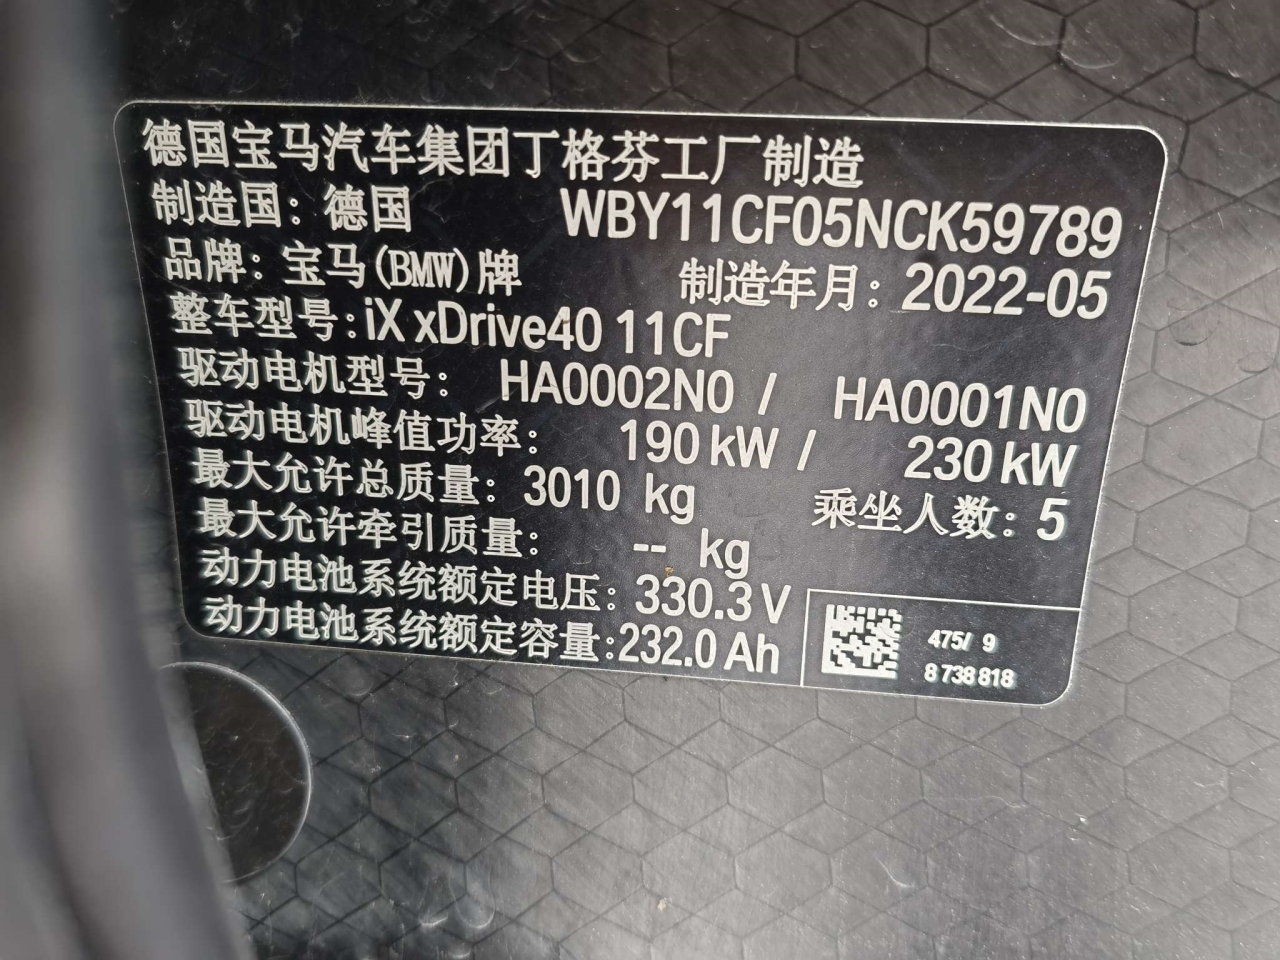 德国宝马汽车集团丁格芬工厂制造
制造国：德国 WBY11CF05NCK59789
品牌：宝马(BMW)牌 制造年月：2022-05
整车型号:iX xDrive40 11CF
驱动电机型号： HA0002N0 / HA0001N0
驱动电机峰值功率： 190 kW / 230 kW
最大允许总质量：3010 kg 乘坐人数：5
最大允许牵引质量： -- kg
动力电池系统额定电压：330.3 V
动力电池系统额定容量:232.0 Ah
475/ 9
8 738 818